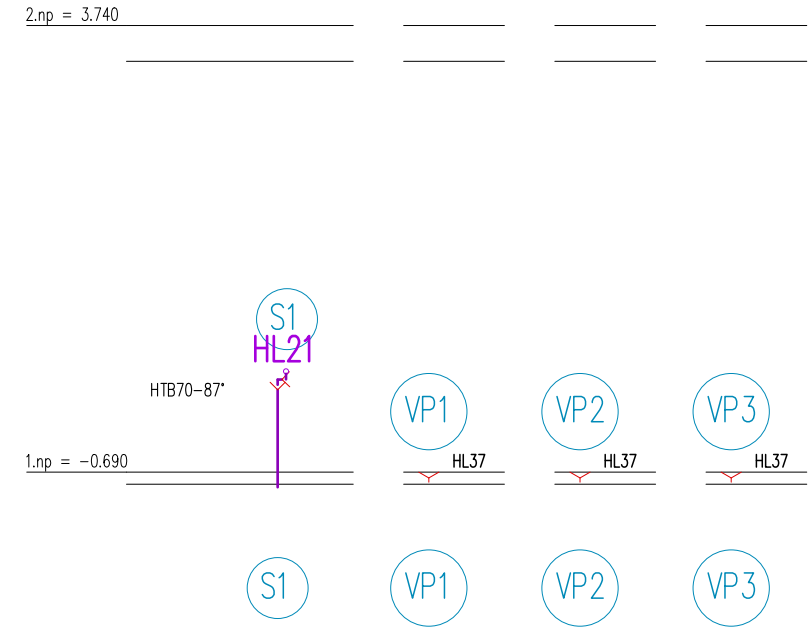 2.np = 3.740
S1
HL21
HTB70-87°
VP1
VP2
VP3
1.np = -0.690
HL37
HL37
HL37
S1
VP1
VP2
VP3